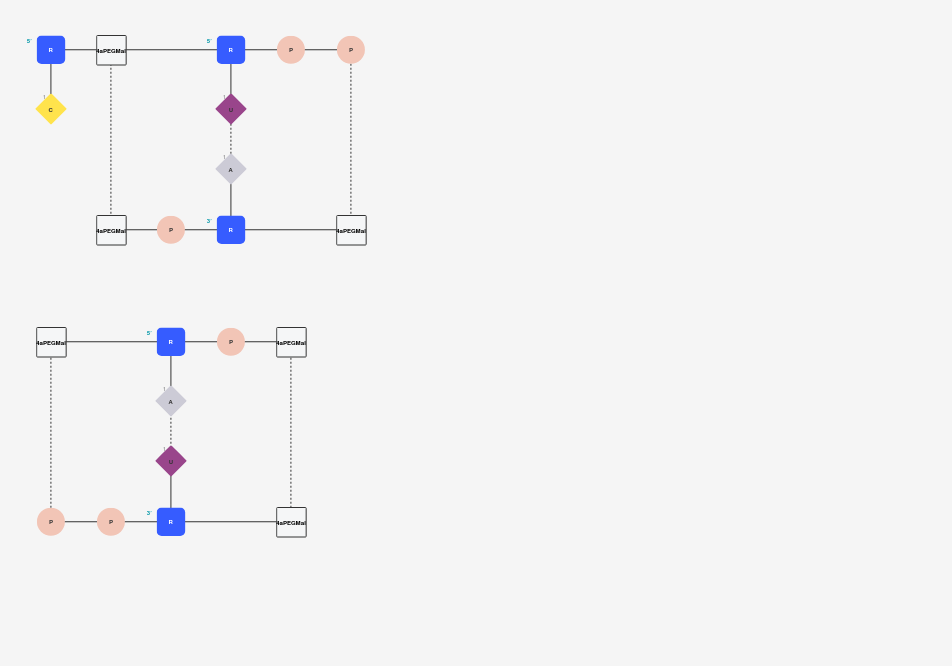 5' R 4aPEGMal 5' R P P
1 C 1 U
1 A
4aPEGMal P 3' R 4aPEGMal
4aPEGMal 5' R P 4aPEGMal
1 A
1 U
P P 3' R 4aPEGMal